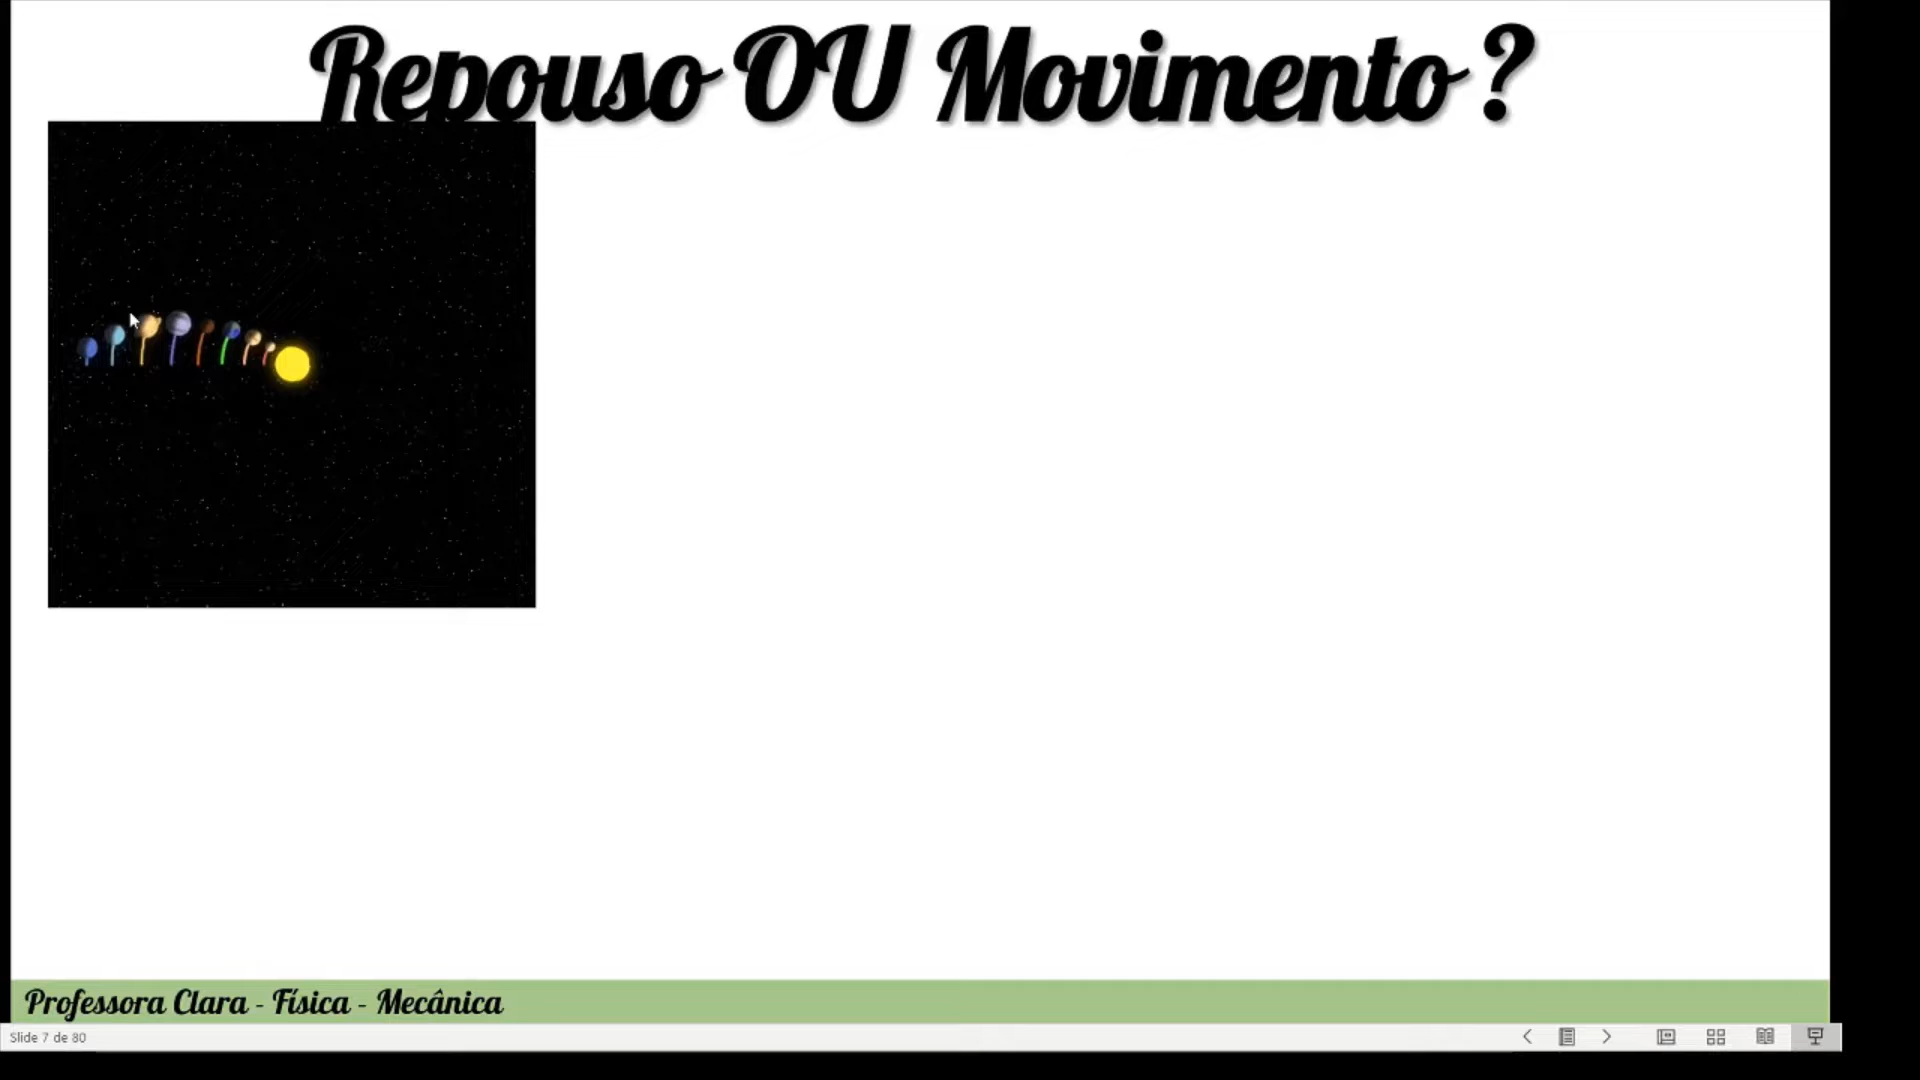 Repouso OU Movimento ?
Professora Clara - Física - Mecânica
Slide 7 de 80